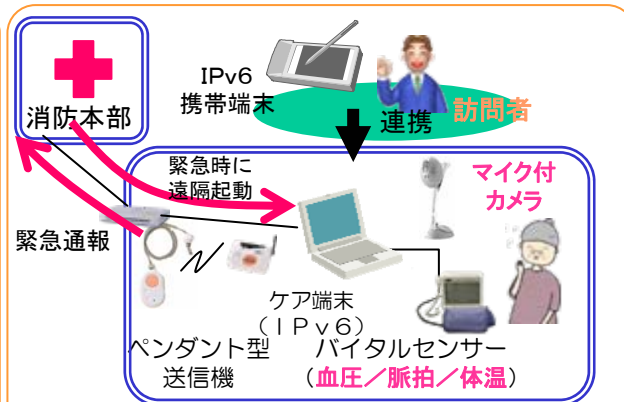 消防本部
IPv6
携帯端末
訪問者
連携
緊急時に
遠隔起動
マイク付
カメラ
緊急通報
ケア端末
（ＩＰｖ６）
ペンダント型
送信機
バイタルセンサー
（血圧／脈拍／体温）